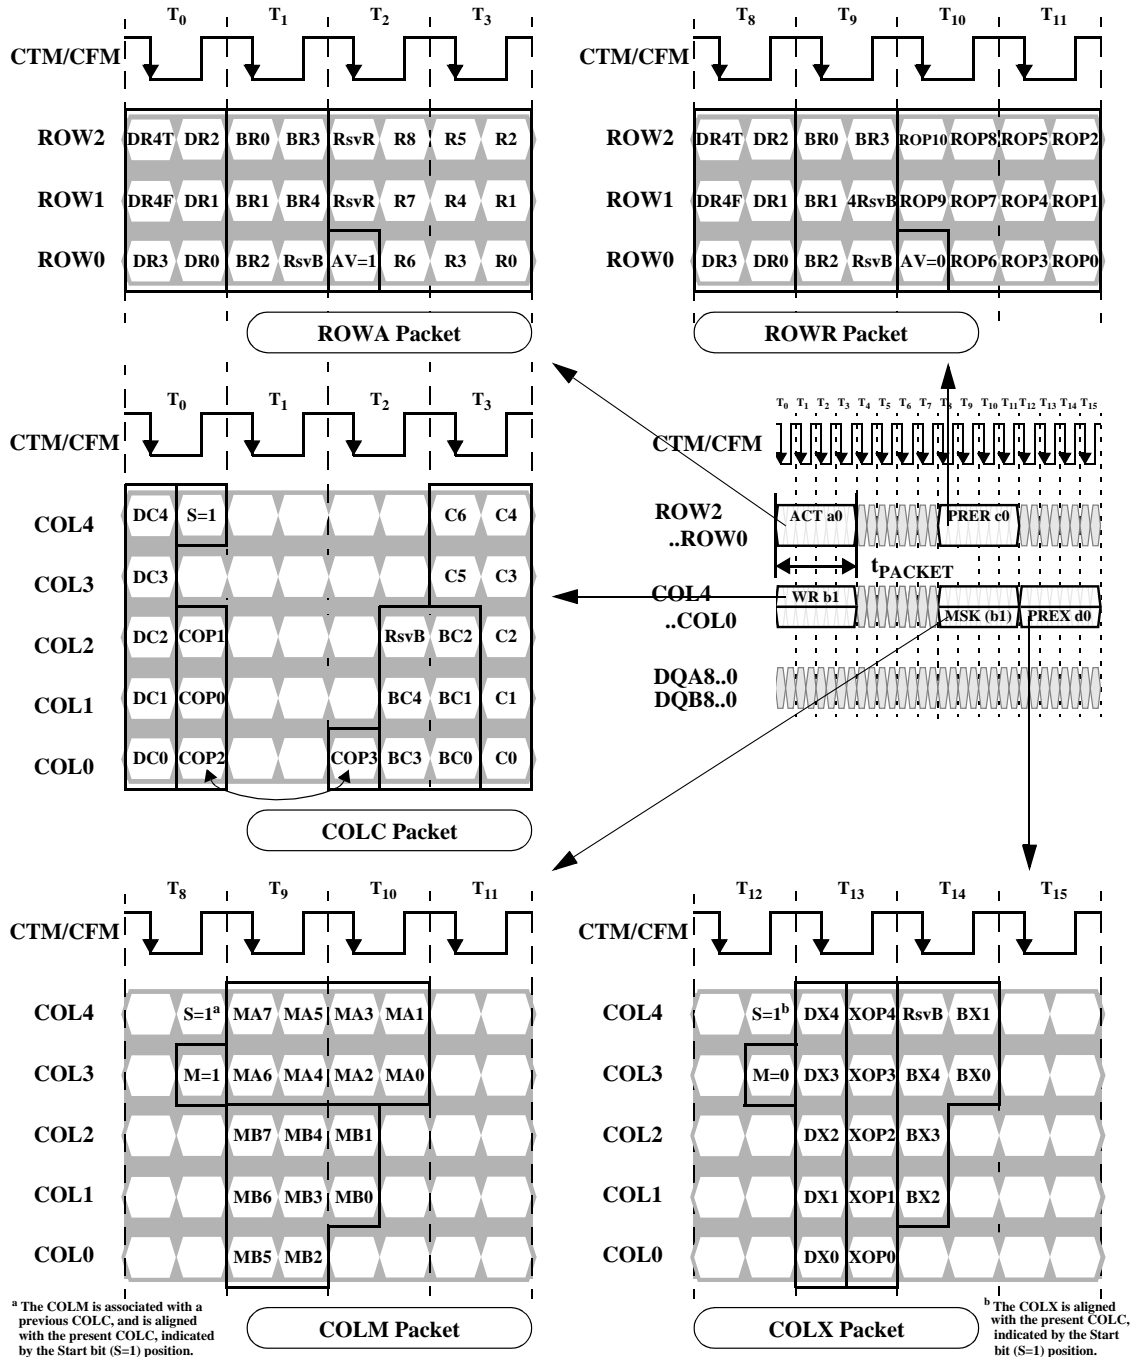 T0 T1 T2 T3
CTM/CFM
ROW2 DR4T DR2 BR0 BR3 RsvR R8 R5 R2
ROW1 DR4F DR1 BR1 BR4 RsvR R7 R4 R1
ROW0 DR3 DR0 BR2 RsvB AV=1 R6 R3 R0
ROWA Packet
T8 T9 T10 T11
CTM/CFM
ROW2 DR4T DR2 BR0 BR3 ROP10 ROP8 ROP5 ROP2
ROW1 DR4F DR1 BR1 4RsvB ROP9 ROP7 ROP4 ROP1
ROW0 DR3 DR0 BR2 RsvB AV=0 ROP6 ROP3 ROP0
ROWR Packet
T0 T1 T2 T3
CTM/CFM
COL4 DC4 S=1 C6 C4
COL3 DC3 C5 C3
COL2 DC2 COP1 RsvB BC2 C2
COL1 DC1 COP0 BC4 BC1 C1
COL0 DC0 COP2 COP3 BC3 BC0 C0
COLC Packet
T0 T1 T2 T3 T4 T5 T6 T7 T8 T9 T10 T11 T12 T13 T14 T15
CTM/CFM
ROW2 ACT a0 PRER c0
..ROW0
tPACKET
COL4 WR b1
..COL0 MSK (b1) PREX d0
DQA8..0
DQB8..0
T8 T9 T10 T11
CTM/CFM
COL4 S=1a MA7 MA5 MA3 MA1
COL3 M=1 MA6 MA4 MA2 MA0
COL2 MB7 MB4 MB1
COL1 MB6 MB3 MB0
COL0 MB5 MB2
COLM Packet
a The COLM is associated with a
previous COLC, and is aligned
with the present COLC, indicated
by the Start bit (S=1) position.
T12 T13 T14 T15
CTM/CFM
COL4 S=1b DX4 XOP4 RsvB BX1
COL3 M=0 DX3 XOP3 BX4 BX0
COL2 DX2 XOP2 BX3
COL1 DX1 XOP1 BX2
COL0 DX0 XOP0
COLX Packet
b The COLX is aligned
with the present COLC,
indicated by the Start
bit (S=1) position.